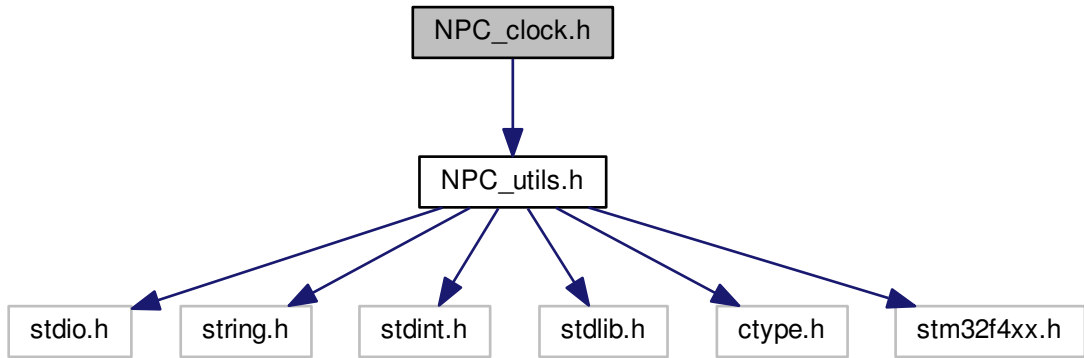 NPC_clock.h
NPC_utils.h
stdio.h
string.h
stdint.h
stdlib.h
ctype.h
stm32f4xx.h